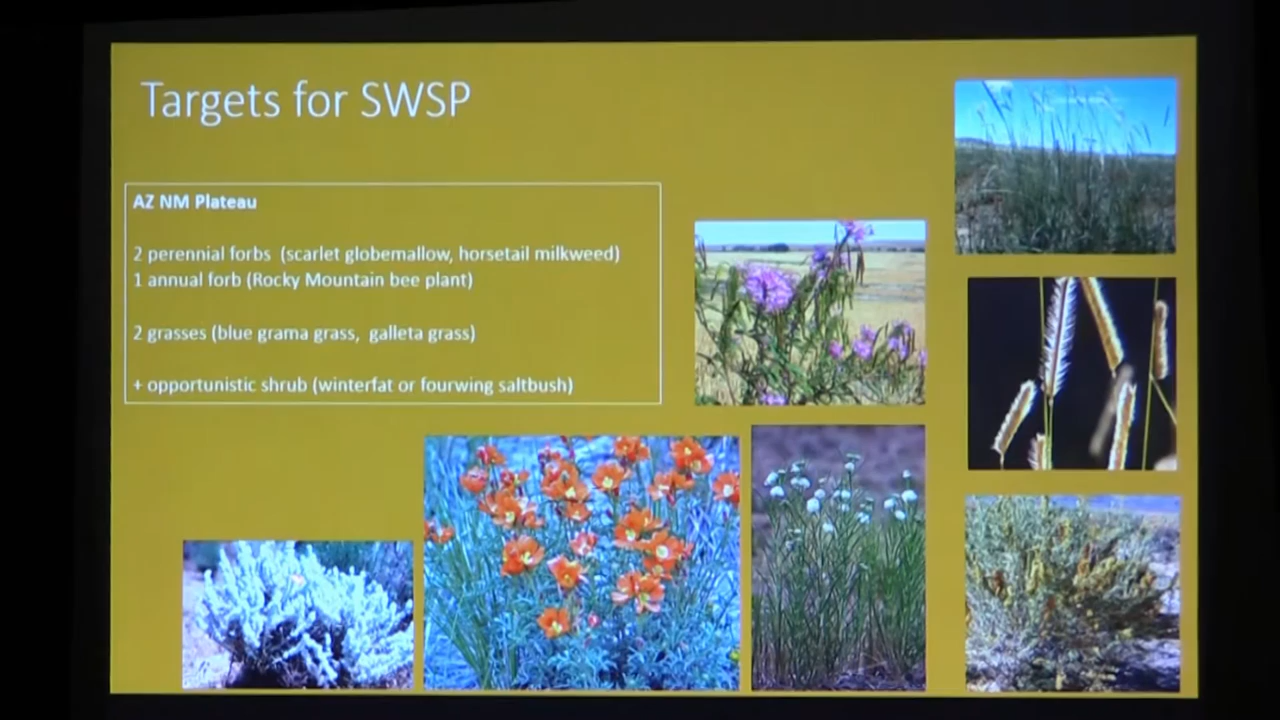 Targets for SWSP
AZ NM Plateau
2 perennial forbs (scarlet globemallow, horsetail milkweed)
1 annual forb (Rocky Mountain bee plant)
2 grasses (blue grama grass, galleta grass)
+ opportunistic shrub (winterfat or fourwing saltbush)